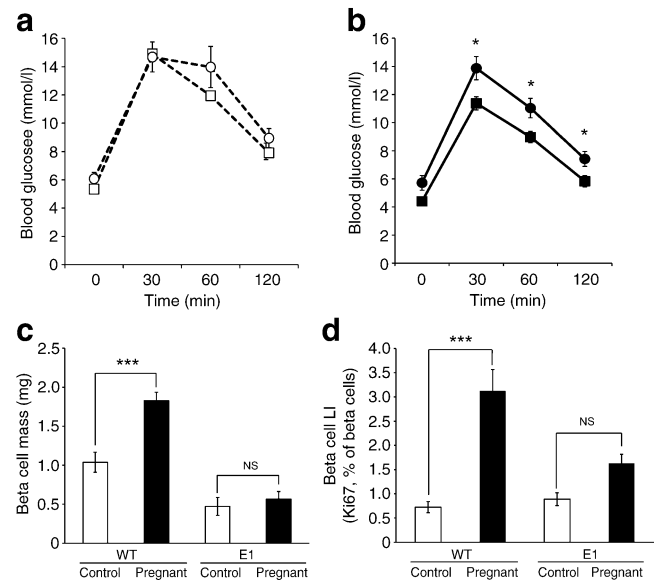 a
16
14
12
10
8
6
4
2
0
Blood glucosee (mmol/l)
0 30 60 120
Time (min)
b
16
14
12
10
8
6
4
2
0
Blood glucose (mmol/l)
* * *
0 30 60 120
Time (min)
c
2.5
2.0
1.5
1.0
0.5
0
Beta cell mass (mg)
***
NS
WT E1
Control Pregnant Control Pregnant
d
4.0
3.5
3.0
2.5
2.0
1.5
1.0
0.5
0
Beta cell LI
(Ki67, % of beta cells)
***
NS
WT E1
Control Pregnant Control Pregnant